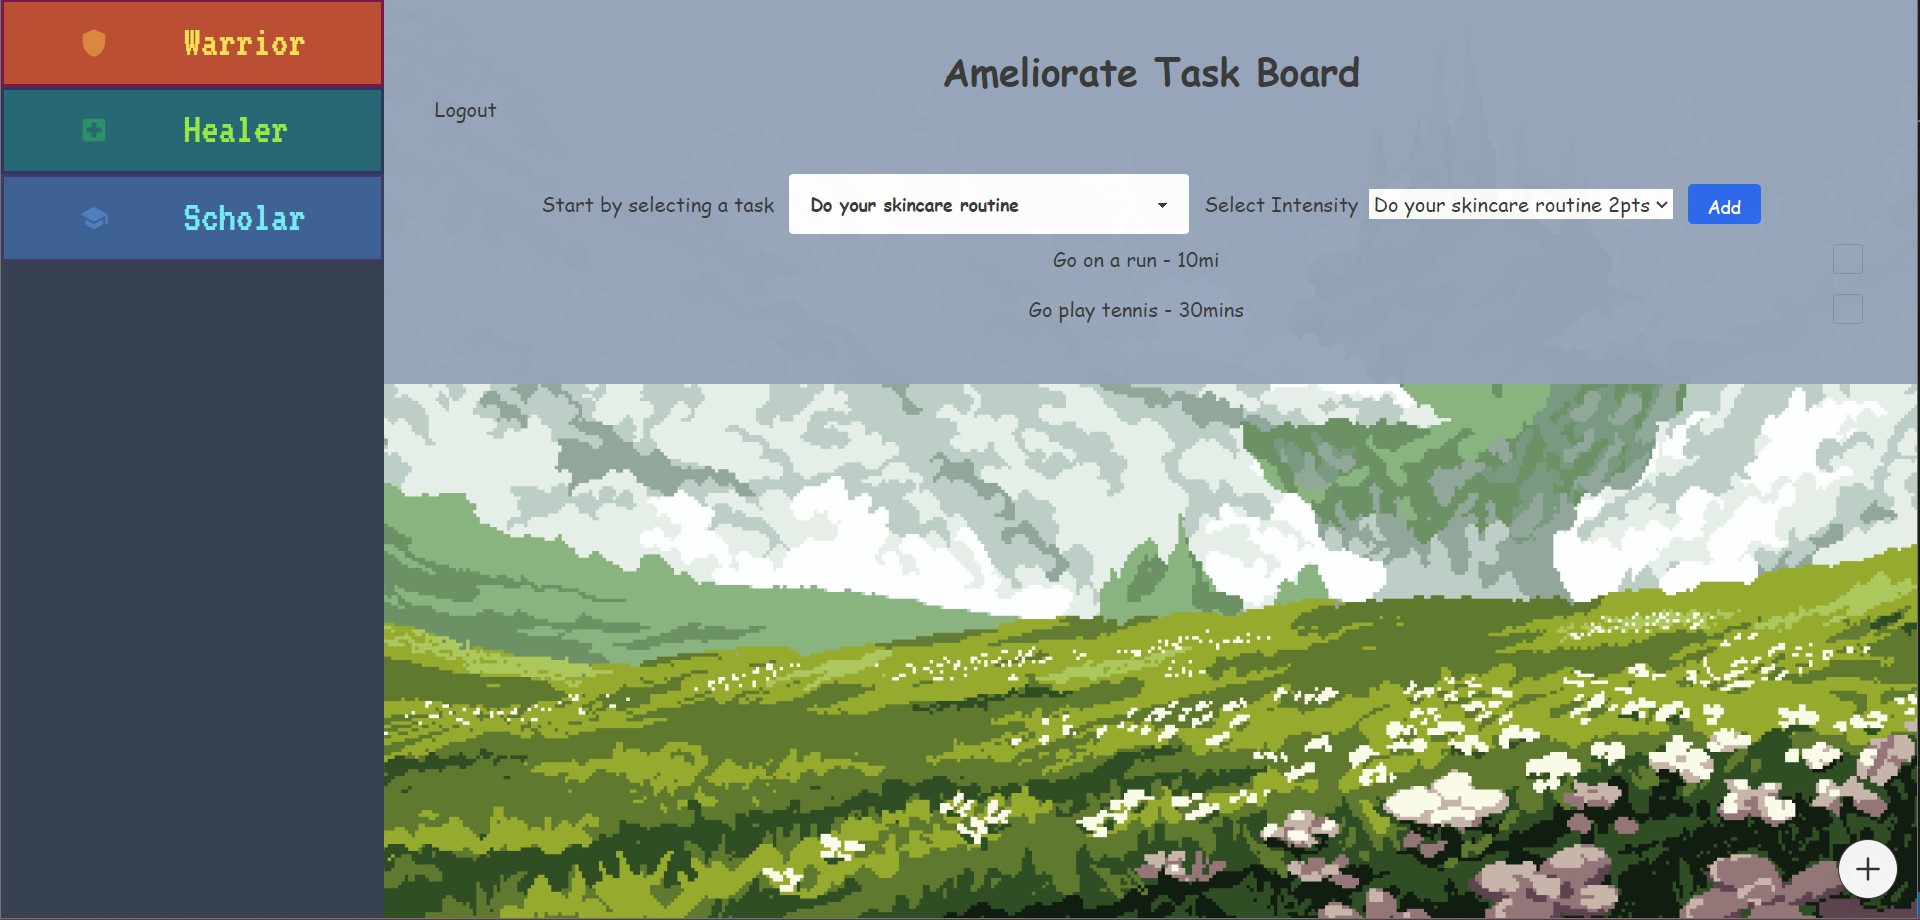 Warrior
Healer
Scholar
Ameliorate Task Board
Logout
Start by selecting a task Do your skincare routine Select Intensity Do your skincare routine 2pts Add
Go on a run - 10mi
Go play tennis - 30mins